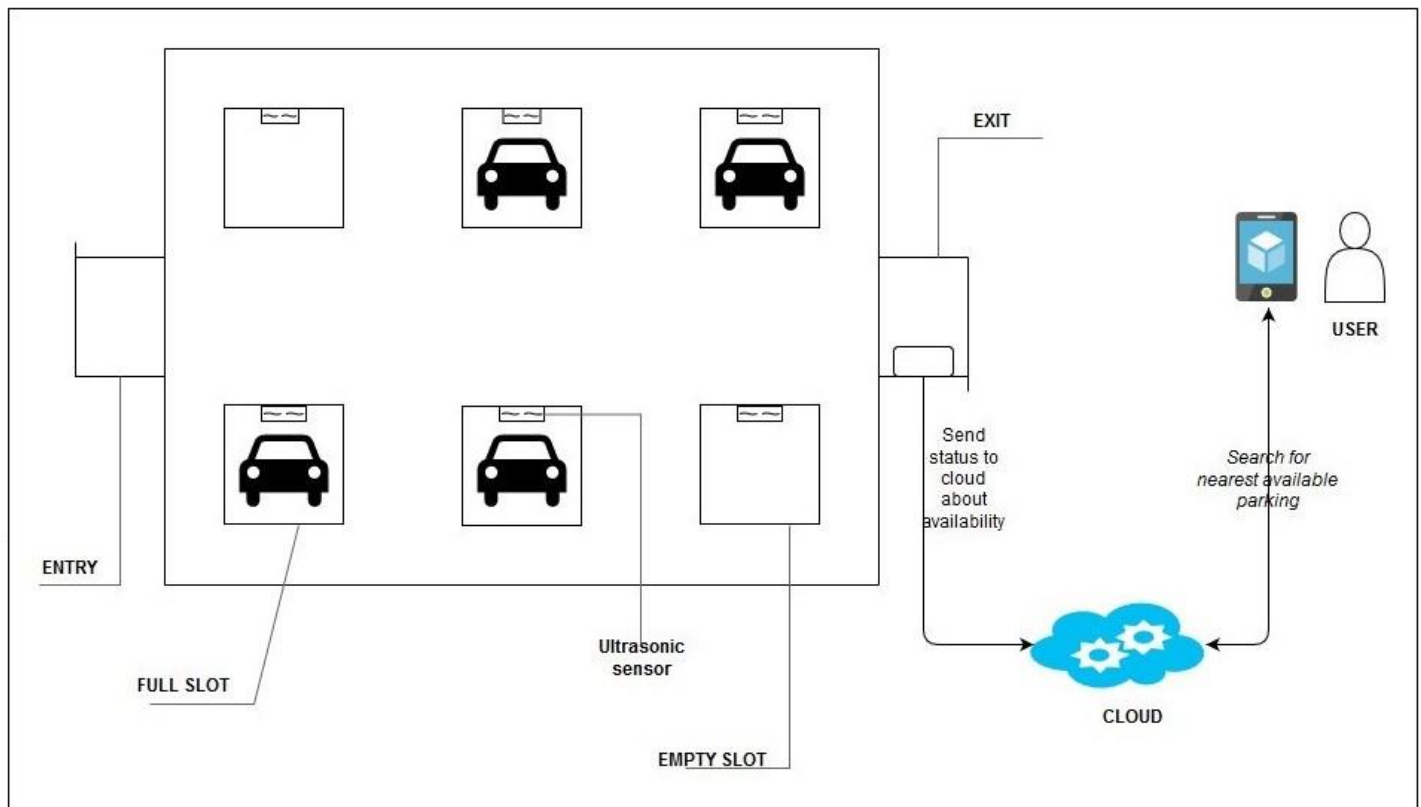 EXIT
USER
Send
status to
cloud
about
availability
Search for
nearest available
parking
ENTRY
Ultrasonic
sensor
FULL SLOT
CLOUD
EMPTY SLOT